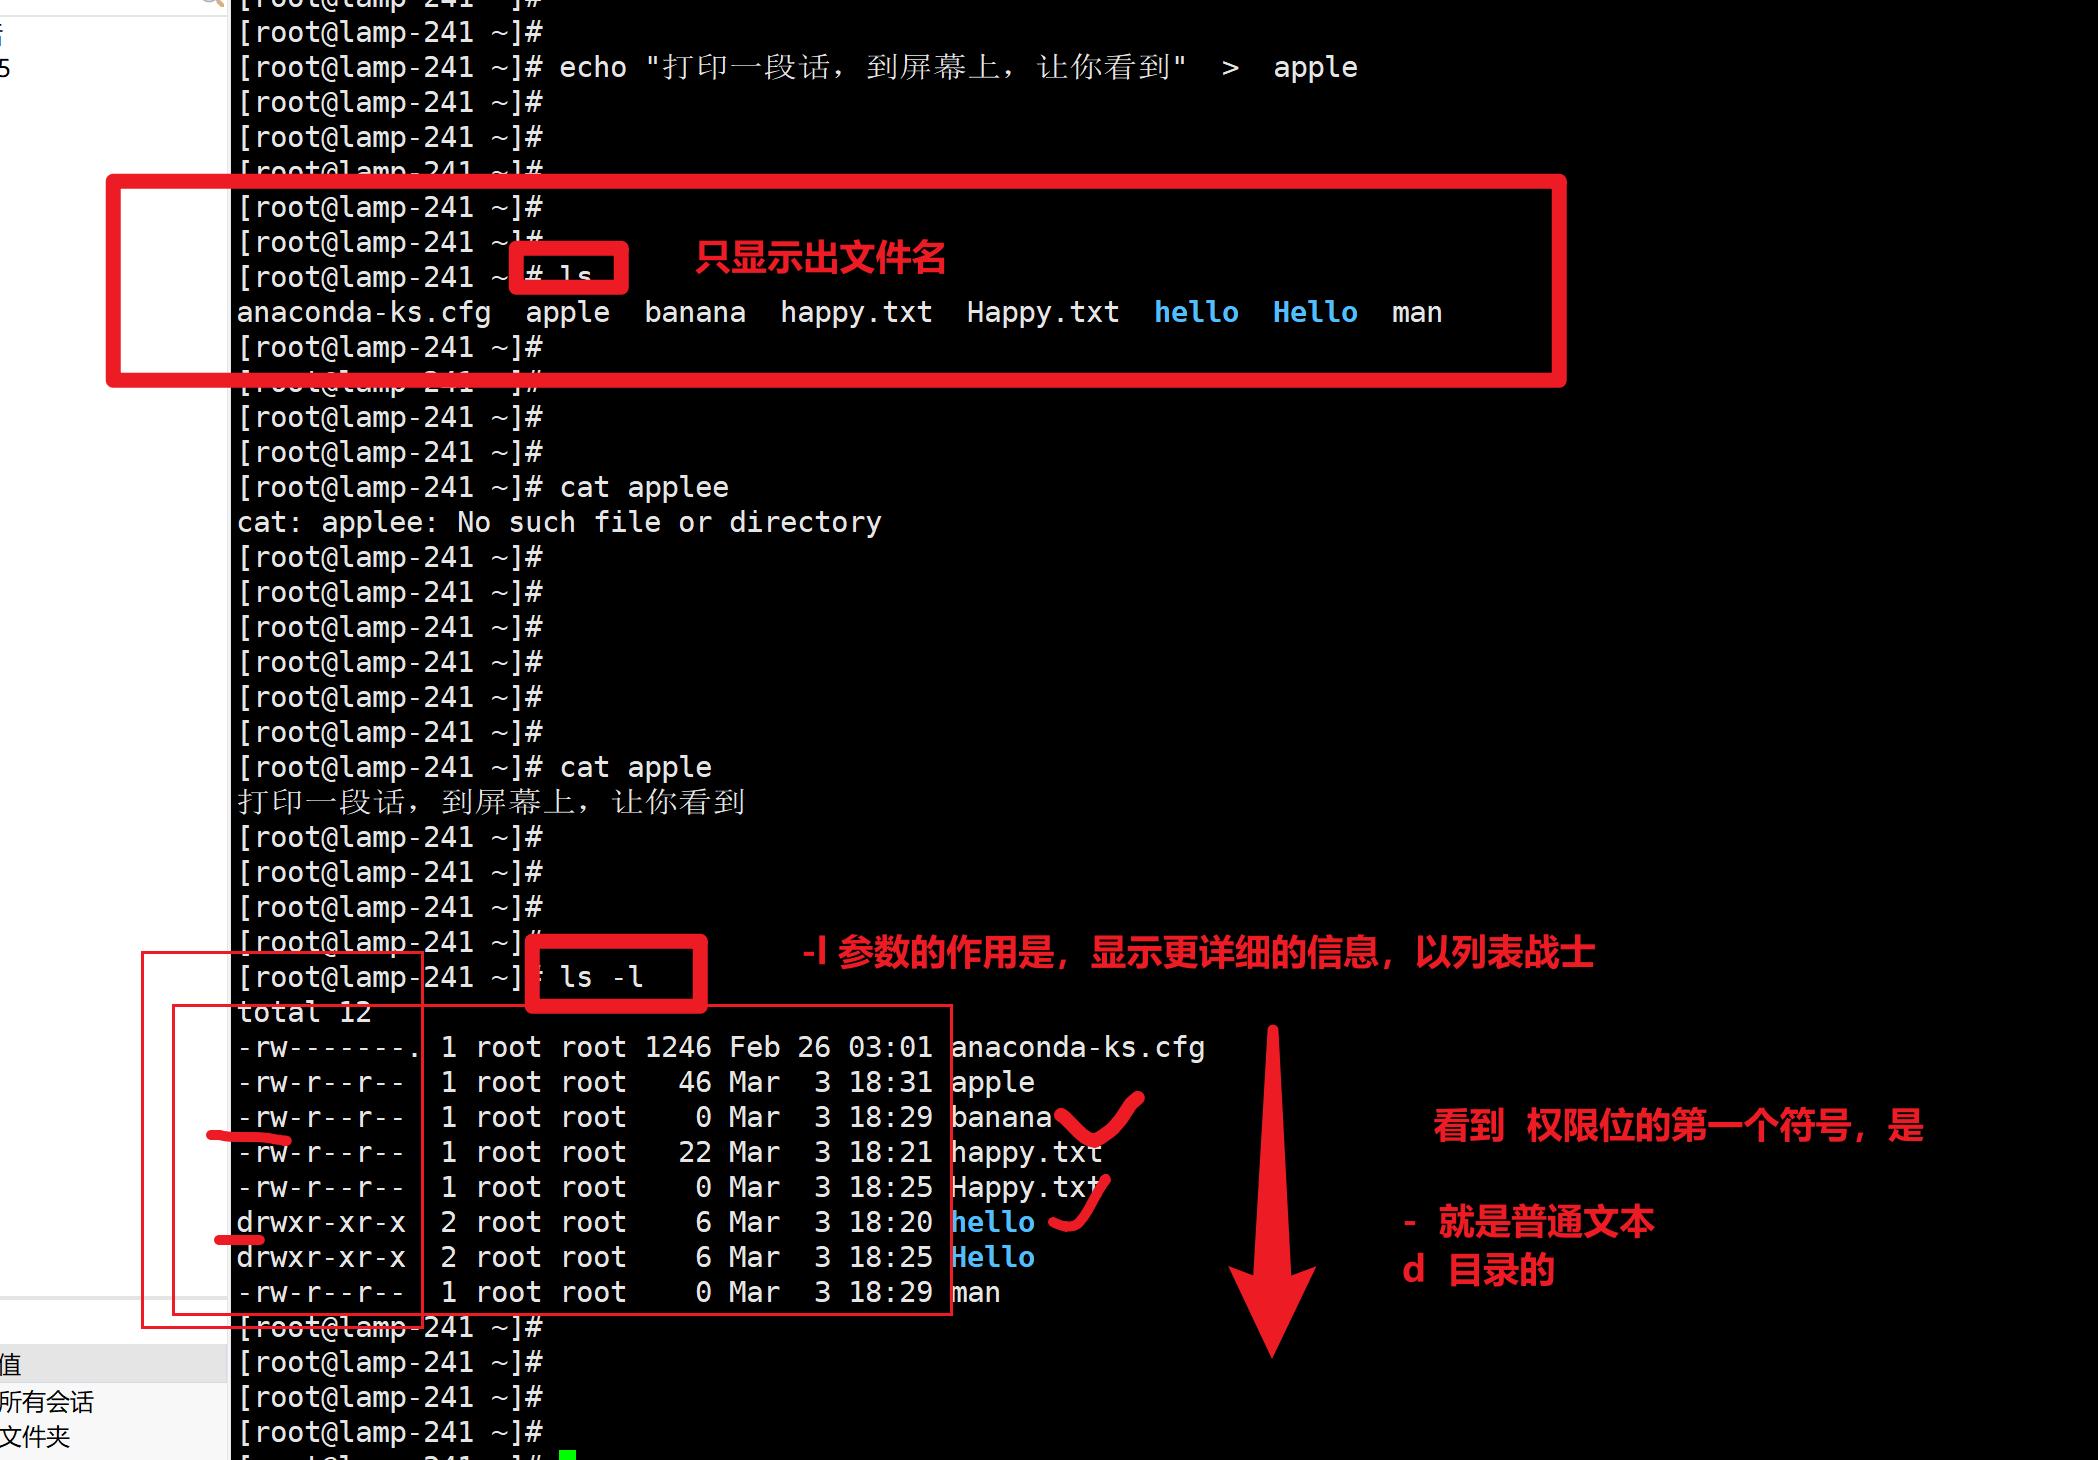 5
[root@lamp-241 ~]#
[root@lamp-241 ~]#
[root@lamp-241 ~]# echo "打印一段话，到屏幕上，让你看到"  >  apple
[root@lamp-241 ~]#
[root@lamp-241 ~]#
[root@lamp-241 ~]#
[root@lamp-241 ~]#
[root@lamp-241 ~]#
只显示出文件名
[root@lamp-241 ~]# ls
anaconda-ks.cfg  apple  banana  happy.txt  Happy.txt  hello  Hello  man
[root@lamp-241 ~]#
[root@lamp-241 ~]#
[root@lamp-241 ~]#
[root@lamp-241 ~]#
[root@lamp-241 ~]# cat applee
cat: applee: No such file or directory
[root@lamp-241 ~]#
[root@lamp-241 ~]#
[root@lamp-241 ~]#
[root@lamp-241 ~]#
[root@lamp-241 ~]#
[root@lamp-241 ~]#
[root@lamp-241 ~]# cat apple
打印一段话，到屏幕上，让你看到
[root@lamp-241 ~]#
[root@lamp-241 ~]#
[root@lamp-241 ~]#
[root@lamp-241 ~]#
-l 参数的作用是，显示更详细的信息，以列表战士
[root@lamp-241 ~]# ls -l
total 12
-rw-------. 1 root root 1246 Feb 26 03:01 anaconda-ks.cfg
-rw-r--r--  1 root root   46 Mar  3 18:31 apple
-rw-r--r--  1 root root    0 Mar  3 18:29 banana
-rw-r--r--  1 root root   22 Mar  3 18:21 happy.txt
-rw-r--r--  1 root root    0 Mar  3 18:25 Happy.txt
drwxr-xr-x  2 root root    6 Mar  3 18:20 hello
drwxr-xr-x  2 root root    6 Mar  3 18:25 Hello
-rw-r--r--  1 root root    0 Mar  3 18:29 man
看到  权限位的第一个符号，是
-  就是普通文本
d  目录的
[root@lamp-241 ~]#
[root@lamp-241 ~]#
[root@lamp-241 ~]#
[root@lamp-241 ~]#
[root@lamp-241 ~]#
值
所有会话
文件夹